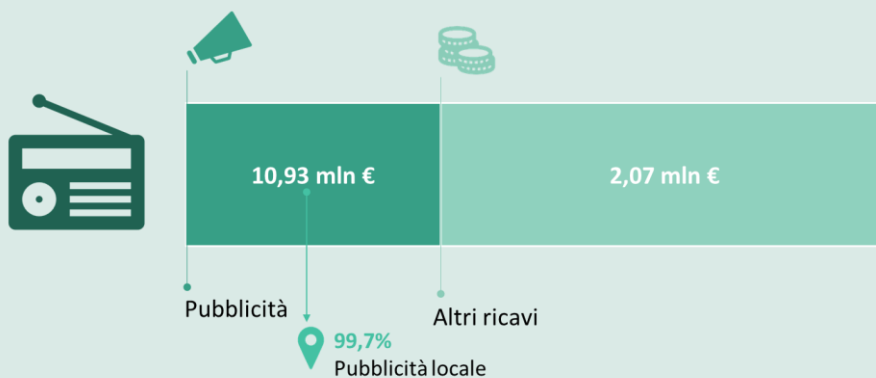 10,93 mln €
2,07 mln €
Pubblicità
Altri ricavi
99,7%
Pubblicità locale